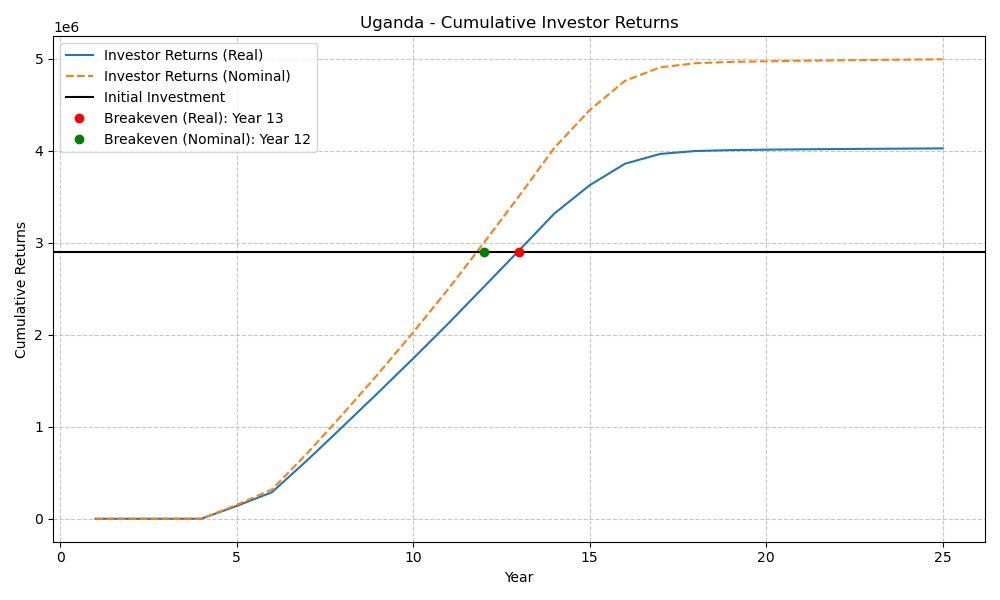 Uganda - Cumulative Investor Returns
1e6
Investor Returns (Real)
Investor Returns (Nominal)
Initial Investment
Breakeven (Real): Year 13
Breakeven (Nominal): Year 12
5
4
3
2
1
0
Cumulative Returns
0 5 10 15 20 25
Year